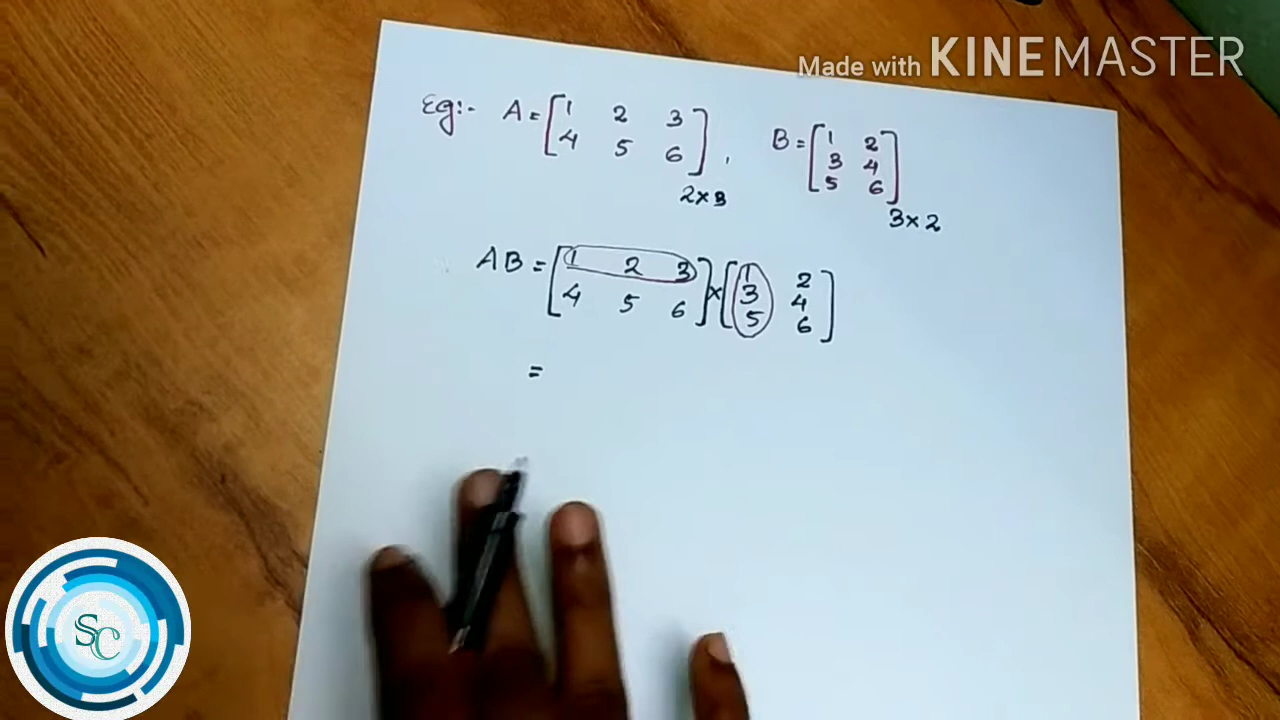 Made with KINEMASTER
Eg:- A = [1 2 3
4 5 6] , B = [1 2
3 4
5 6]
2×3 3×2
AB = [1 2 3
4 5 6] × [1 2
3 4
5 6]
=
SC